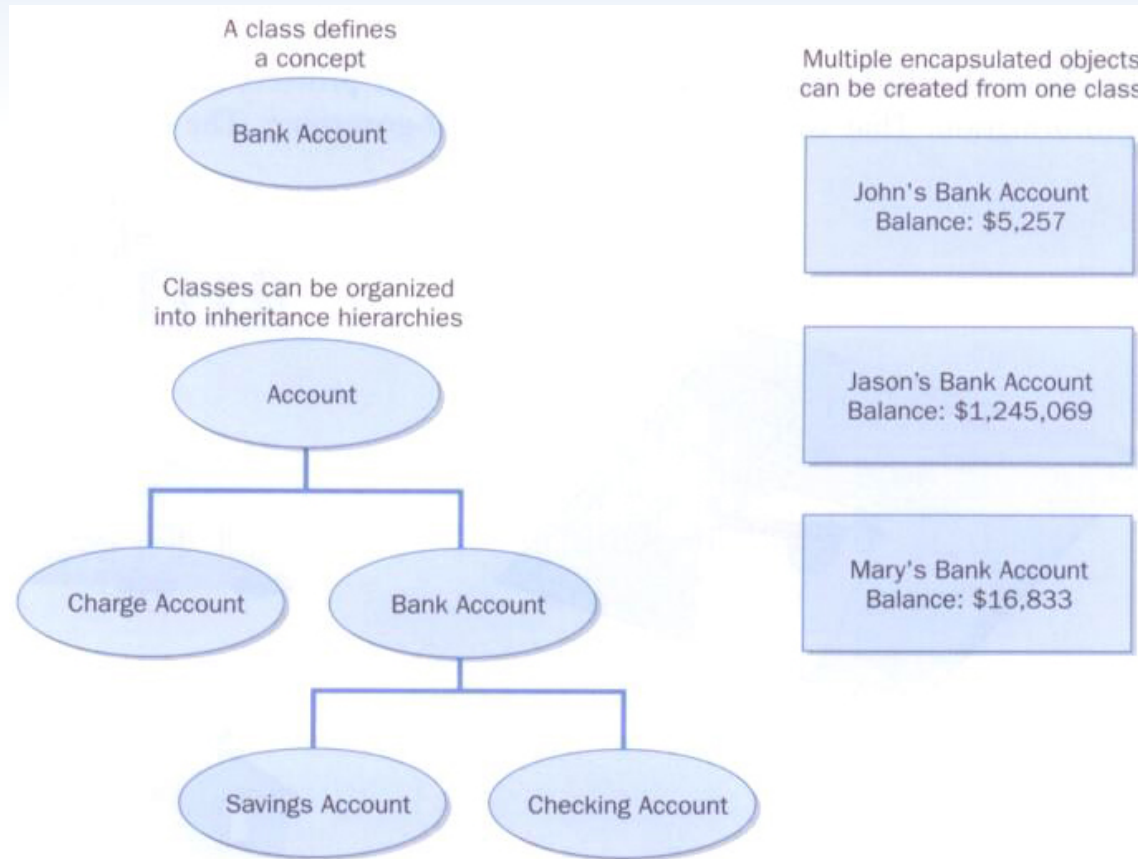 A class defines
a concept
Bank Account
Multiple encapsulated objects
can be created from one class
John's Bank Account
Balance: $5,257
Classes can be organized
into inheritance hierarchies
Account
Jason's Bank Account
Balance: $1,245,069
Charge Account
Bank Account
Mary's Bank Account
Balance: $16,833
Savings Account
Checking Account